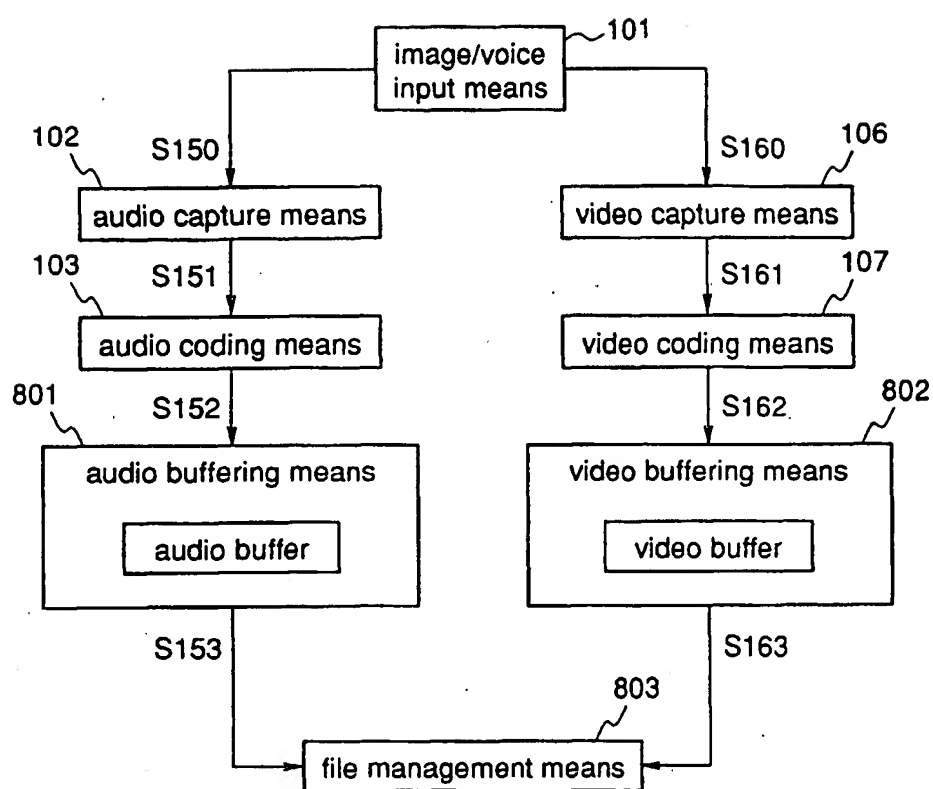 101
image/voice
input means
102
S150
S160
106
audio capture means
video capture means
103
S151
S161
107
audio coding means
video coding means
801
S152
S162
802
audio buffering means
video buffering means
audio buffer
video buffer
S153
S163
803
file management means